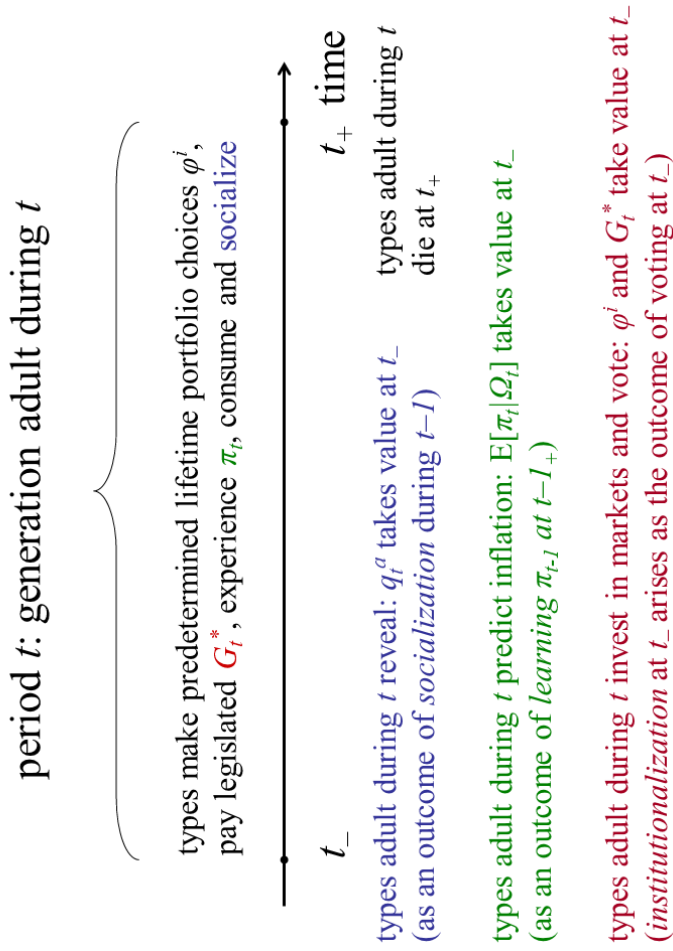 period t: generation adult during t
types make predetermined lifetime portfolio choices φ^i,
pay legislated G_t^*, experience π_t, consume and socialize
t_− t_+ time
types adult during t reveal: q_t^a takes value at t_−
(as an outcome of socialization during t−1)
types adult during t
die at t_+
types adult during t predict inflation: E[π_t|Ω_t] takes value at t_−
(as an outcome of learning π_{t-1} at t−1_+)
types adult during t invest in markets and vote: φ^i and G_t^* take value at t_−
(institutionalization at t_− arises as the outcome of voting at t_−)